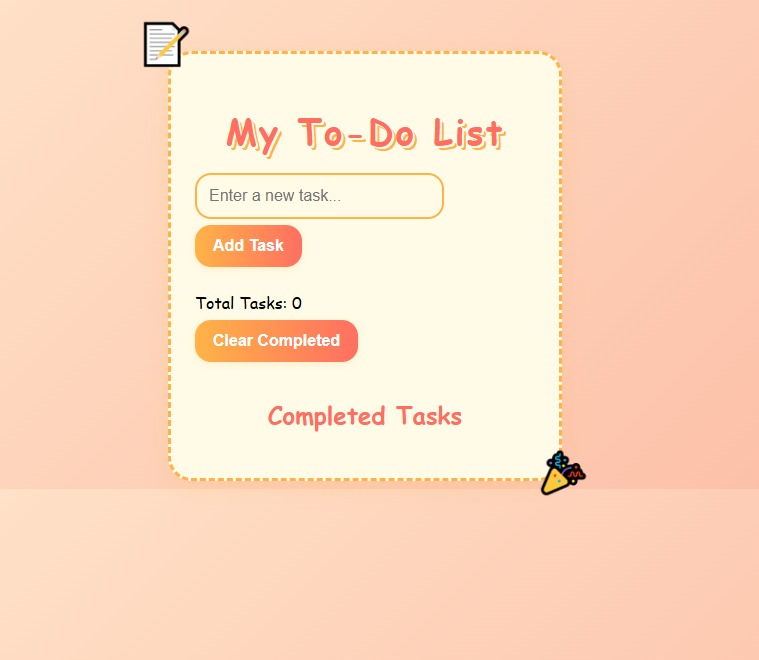 My To-Do List
Enter a new task...
Add Task
Total Tasks: 0
Clear Completed
Completed Tasks